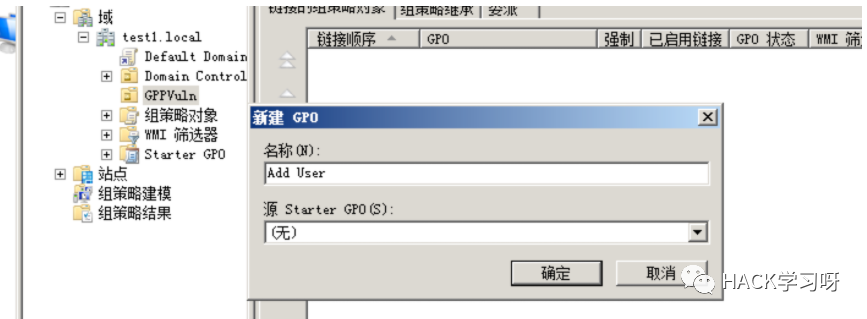 域
test1.local
Default Domain
Domain Control
GPPVuln
组策略对象
WMI 筛选器
Starter GPO
站点
组策略建模
组策略结果
链接的组策略对象 组策略继承 委派
链接顺序 GPO 强制 已启用链接 GPO 状态 WMI 筛
新建 GPO
名称(N):
Add User
源 Starter GPO(S):
(无)
确定 取消
HACK学习呀